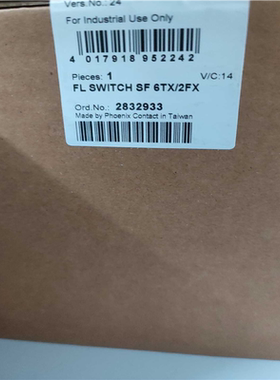 Vers.No.: 24
For Industrial Use Only
4 017918 952242
Pieces: 1 V/C:14
FL SWITCH SF 6TX/2FX
Ord.No.: 2832933
Made by Phoenix Contact in Taiwan